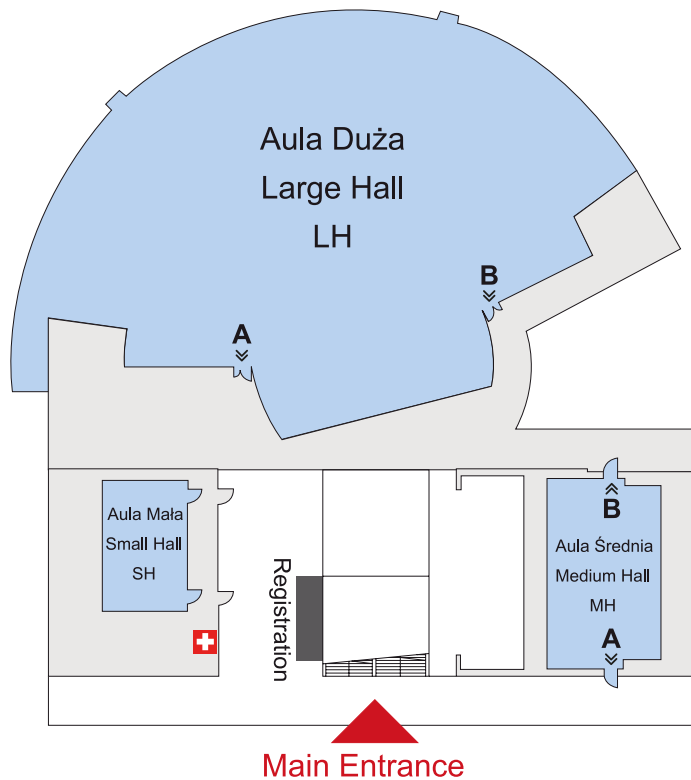 Aula Duża
Large Hall
LH
B
A
Aula Mała
Small Hall
SH
Registration
B
Aula Średnia
Medium Hall
MH
A
Main Entrance